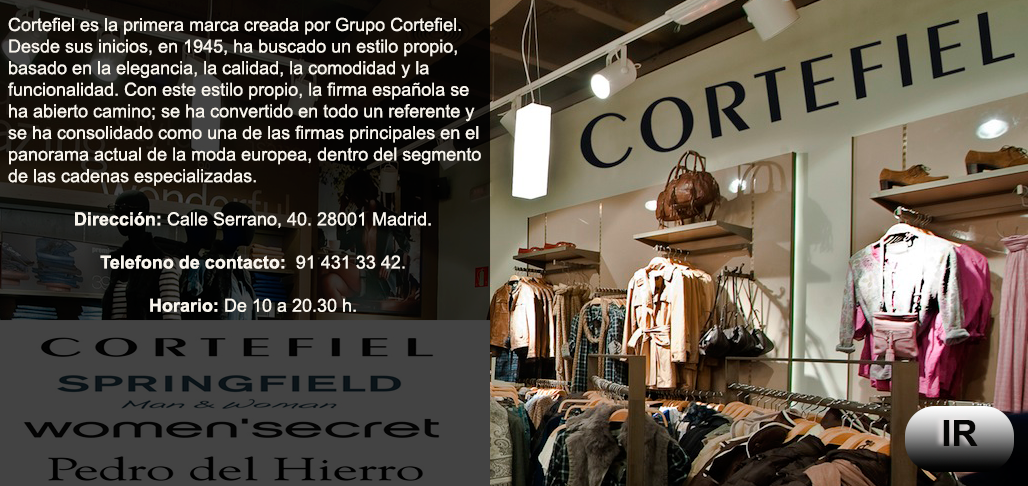 Cortefiel es la primera marca creada por Grupo Cortefiel.
Desde sus inicios, en 1945, ha buscado un estilo propio,
basado en la elegancia, la calidad, la comodidad y la
funcionalidad. Con este estilo propio, la firma española se
ha abierto camino; se ha convertido en todo un referente y
se ha consolidado como una de las firmas principales en el
panorama actual de la moda europea, dentro del segmento
de las cadenas especializadas.
Dirección: Calle Serrano, 40. 28001 Madrid.
Telefono de contacto: 91 431 33 42.
Horario: De 10 a 20.30 h.
wonderful
CORTEFIEL
SPRINGFIELD
Man & Woman
women'secret
Pedro del Hierro
CORTEFIEL
IR